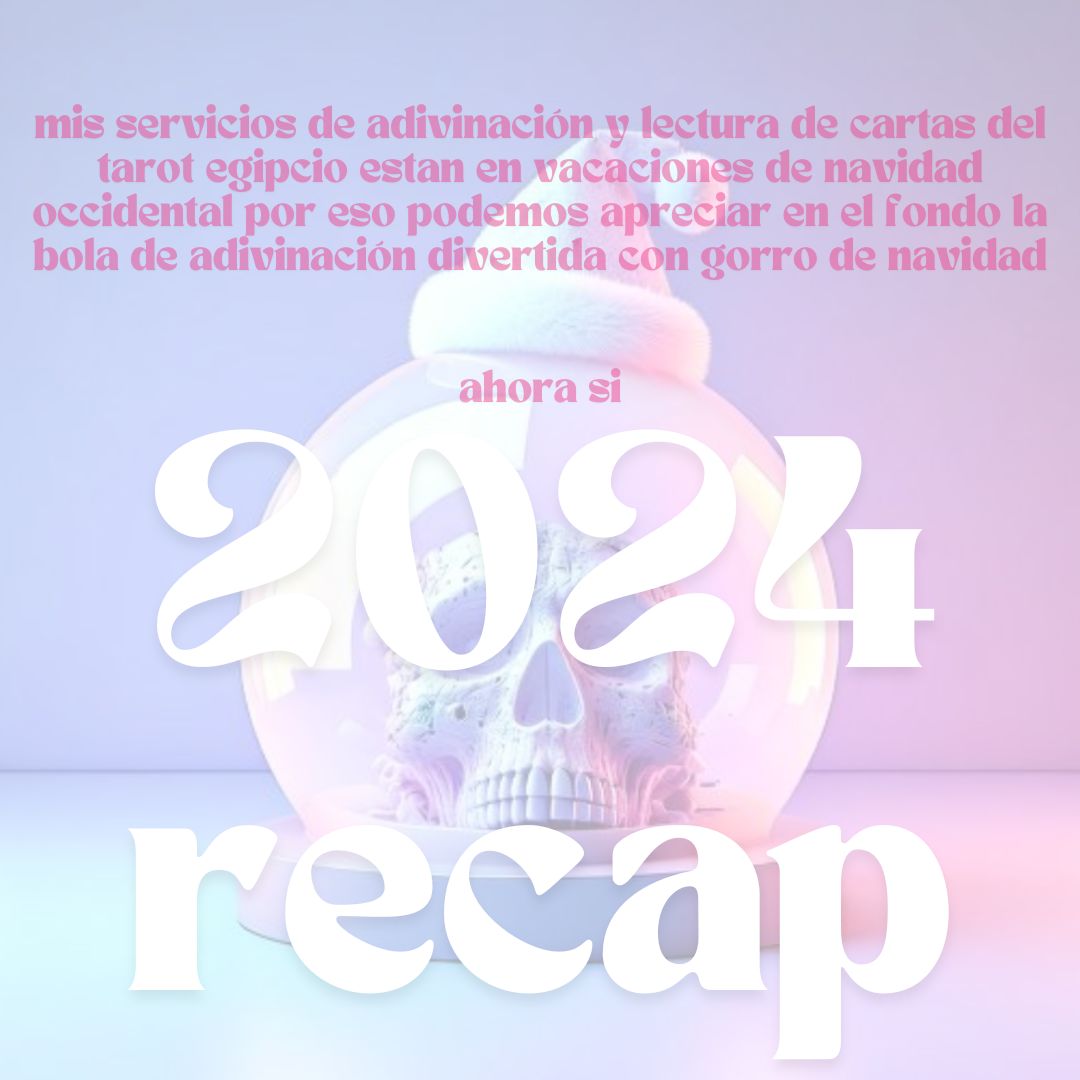 mis servicios de adivinación y lectura de cartas del
tarot egipcio estan en vacaciones de navidad
occidental por eso podemos apreciar en el fondo la
bola de adivinación divertida con gorro de navidad
ahora si
2024
recap